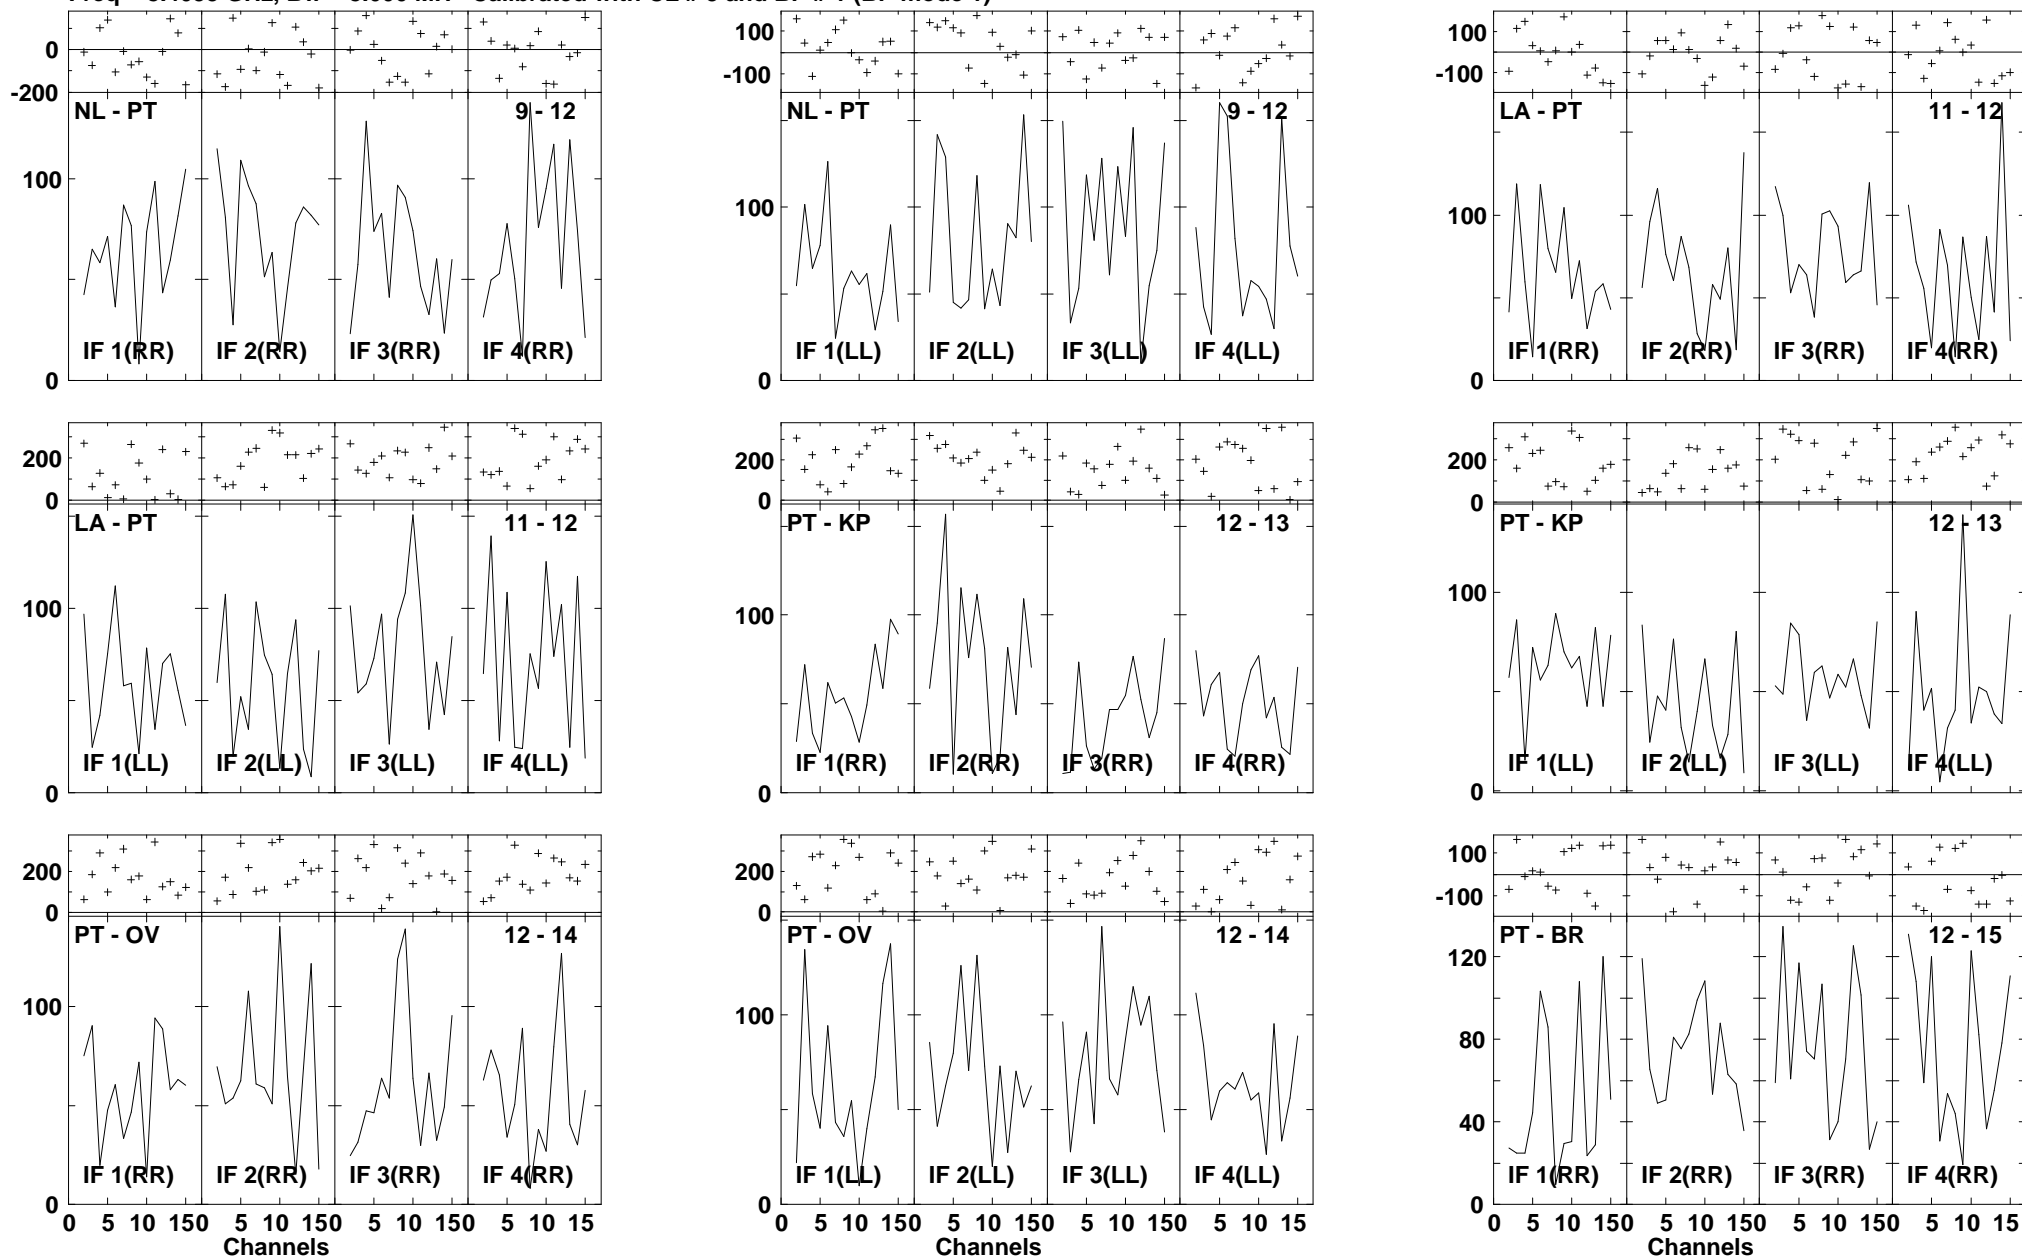 0
-200
NL - PT
9 - 12
100
IF 1(RR)
IF 2(RR)
IF 3(RR)
IF 4(RR)
0
100
-100
NL - PT
9 - 12
100
IF 1(LL)
IF 2(LL)
IF 3(LL)
IF 4(LL)
0
100
-100
LA - PT
11 - 12
100
IF 1(RR)
IF 2(RR)
IF 3(RR)
IF 4(RR)
0
200
0
LA - PT
11 - 12
100
IF 1(LL)
IF 2(LL)
IF 3(LL)
IF 4(LL)
0
200
0
PT - KP
12 - 13
100
IF 1(RR)
IF 2(RR)
IF 3(RR)
IF 4(RR)
0
200
0
PT - KP
12 - 13
100
IF 1(LL)
IF 2(LL)
IF 3(LL)
IF 4(LL)
0
200
0
PT - OV
12 - 14
100
IF 1(RR)
IF 2(RR)
IF 3(RR)
IF 4(RR)
0
0 5 10 150 5 10 150 5 10 150 5 10 15
Channels
200
0
PT - OV
12 - 14
100
IF 1(LL)
IF 2(LL)
IF 3(LL)
IF 4(LL)
0
0 5 10 150 5 10 150 5 10 150 5 10 15
Channels
100
-100
PT - BR
12 - 15
120
80
40
IF 1(RR)
IF 2(RR)
IF 3(RR)
IF 4(RR)
0
0 5 10 150 5 10 150 5 10 150 5 10 15
Channels